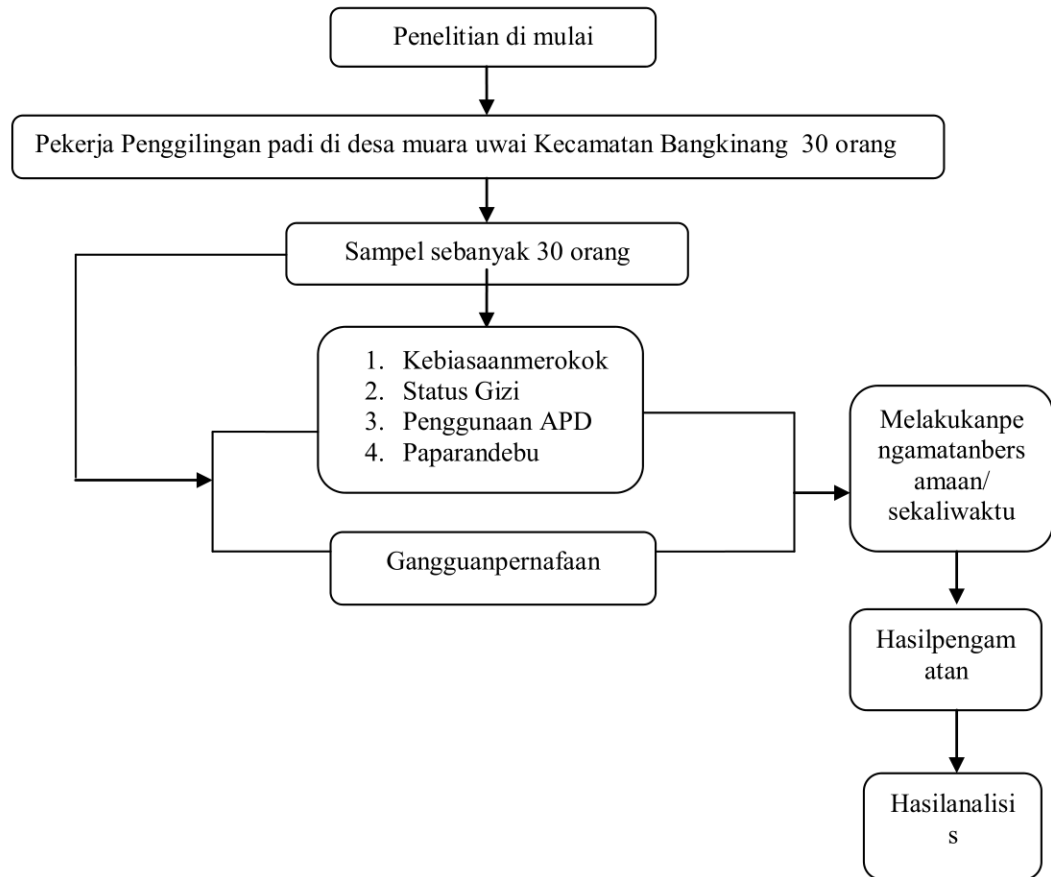 Penelitian di mulai
Pekerja Penggilingan padi di desa muara uwai Kecamatan Bangkinang 30 orang
Sampel sebanyak 30 orang
1. Kebiasaanmerokok
2. Status Gizi
3. Penggunaan APD
4. Paparandebu
Gangguanpernafaan
Melakukanpe
ngamatanbers
amaan/
sekaliwaktu
Hasilpengam
atan
Hasilanalisi
s